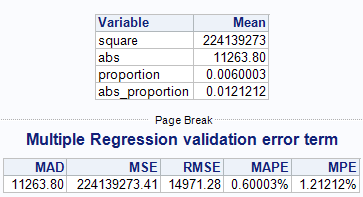 Variable Mean
square 224139273
abs 11263.80
proportion 0.0060003
abs_proportion 0.0121212
Page Break
Multiple Regression validation error term
MAD MSE RMSE MAPE MPE
11263.80 224139273.41 14971.28 0.60003% 1.21212%